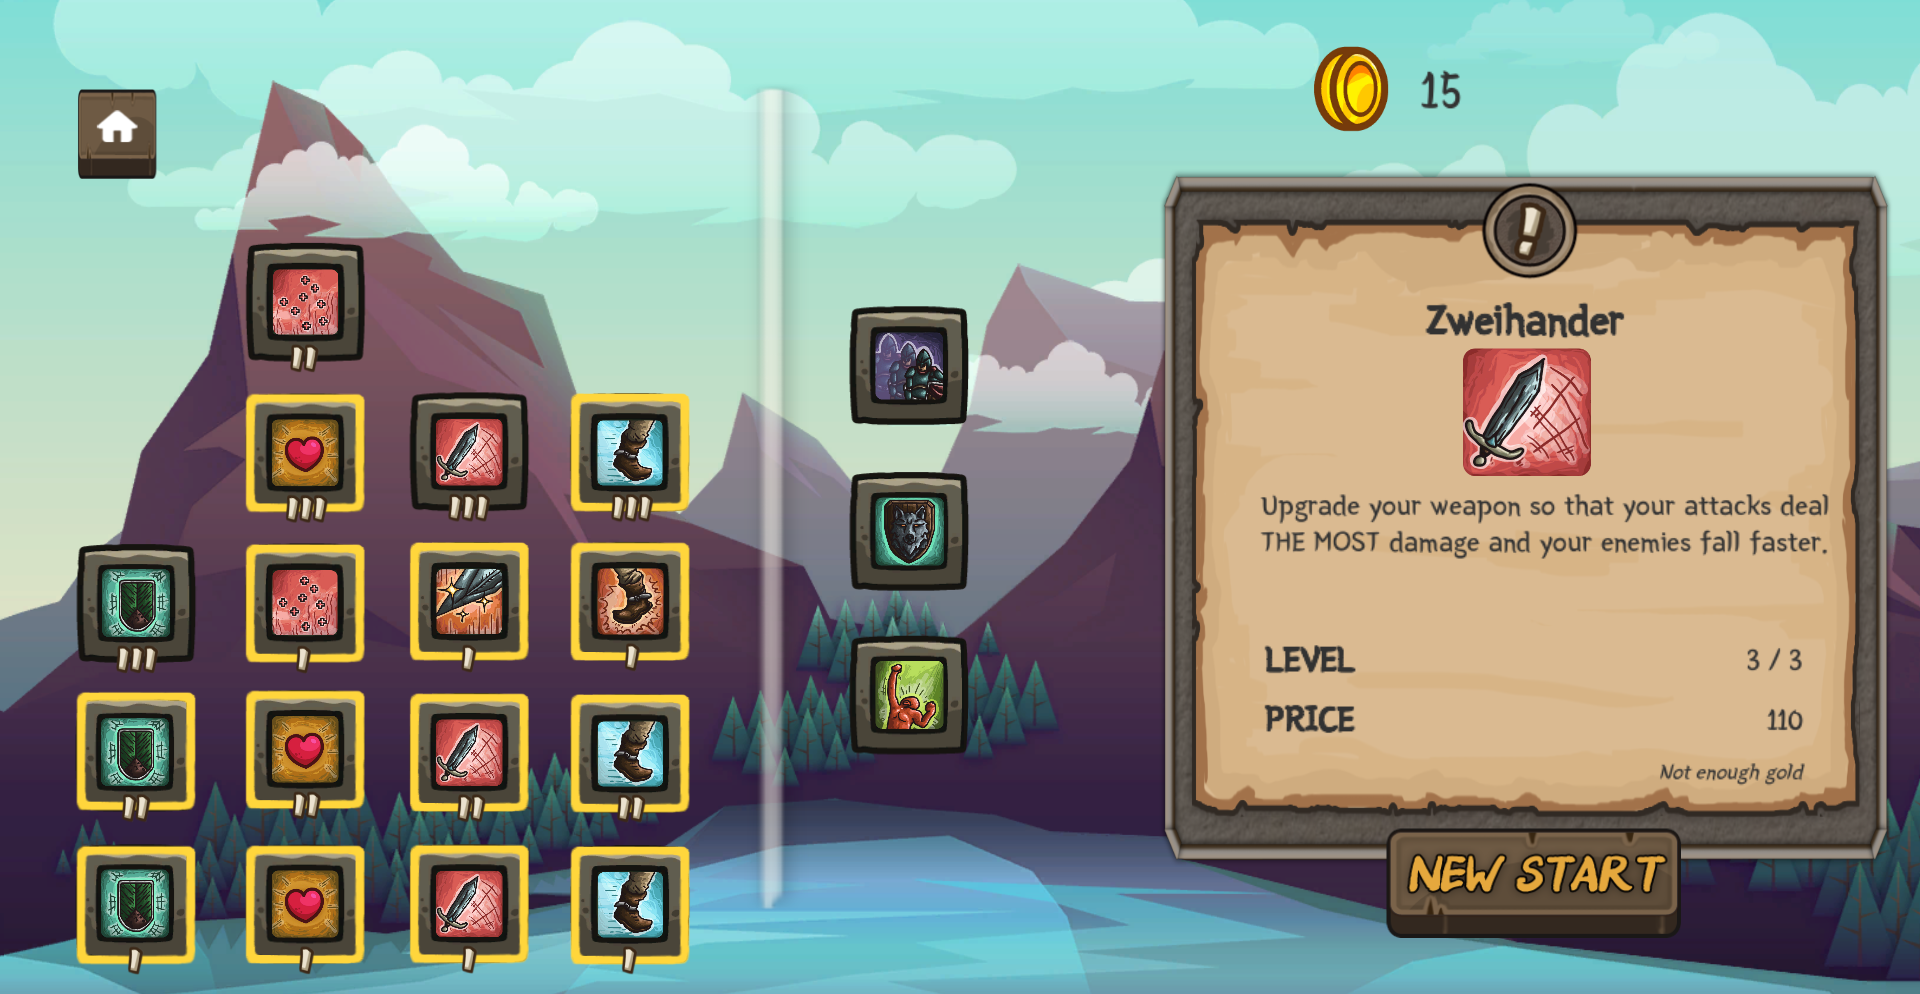 15
Zweihander
Upgrade your weapon so that your attacks deal
THE MOST damage and your enemies fall faster.
LEVEL 3 / 3
PRICE 110
Not enough gold
NEW START